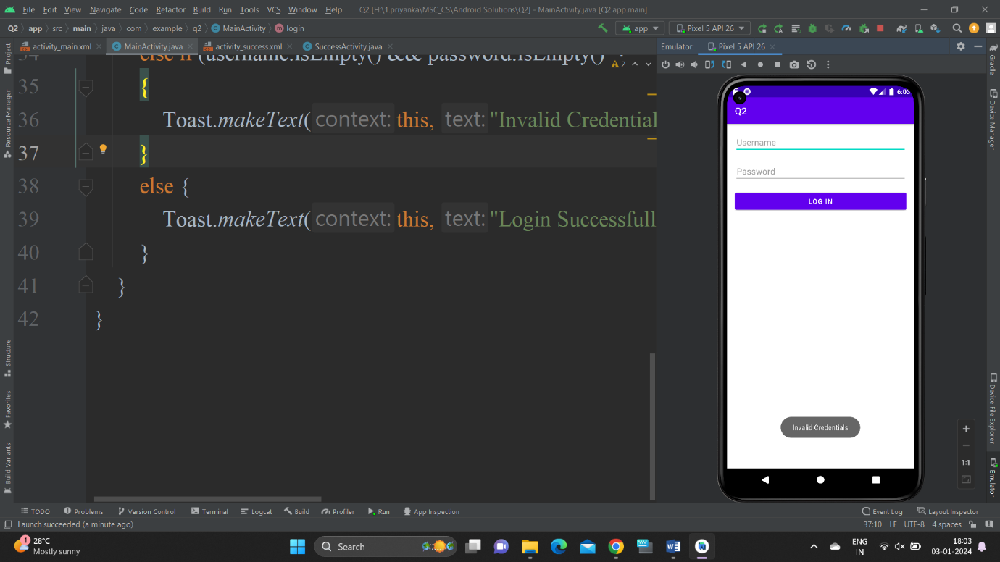 File Edit View Navigate Code Refactor Build Run Tools VCS Window Help Q2 [H:\1.priyanka\MSC_CS\Android Solutions\Q2] - MainActivity.java [Q2.app.main]
Q2 app src main java com example q2 MainActivity login app Pixel 5 API 26
activity_main.xml MainActivity.java activity_success.xml SuccessActivity.java Emulator: Pixel 5 API 26
Project
Resource Manager
Structure
Favorites
Build Variants
34 else if (username.isEmpty() && password.isEmpty()
2
35 {
36 Toast.makeText( context: this, text: "Invalid Credential
37 }
38 else {
39 Toast.makeText( context: this, text: "Login Successfull
40 }
41 }
42 }
6:03
Q2
Username
Password
LOG IN
Invalid Credentials
1:1
Gradle
Device Manager
Device File Explorer
Emulator
TODO Problems Version Control Terminal Logcat Build Profiler Run App Inspection Event Log Layout Inspector
Launch succeeded (a minute ago) 37:10 LF UTF-8 4 spaces
1
28°C
Mostly sunny
Search
ENG
IN
18:03
03-01-2024